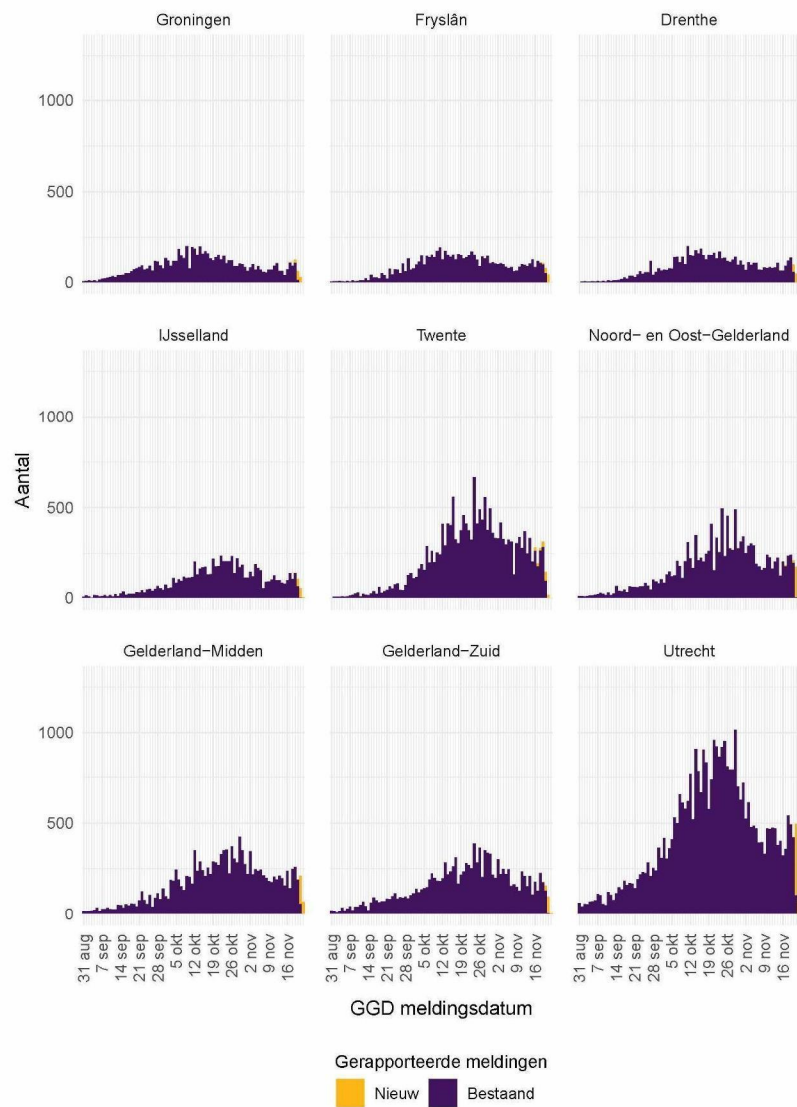 Groningen Fryslân Drenthe
1000
500
0
IJsselland Twente Noord- en Oost-Gelderland
1000
500
0
Aantal
Gelderland-Midden Gelderland-Zuid Utrecht
1000
500
0
31 aug 7 sep 14 sep 21 sep 28 sep 5 okt 12 okt 19 okt 26 okt 2 nov 9 nov 16 nov
31 aug 7 sep 14 sep 21 sep 28 sep 5 okt 12 okt 19 okt 26 okt 2 nov 9 nov 16 nov
31 aug 7 sep 14 sep 21 sep 28 sep 5 okt 12 okt 19 okt 26 okt 2 nov 9 nov 16 nov
GGD meldingsdatum
Gerapporteerde meldingen
Nieuw Bestaand